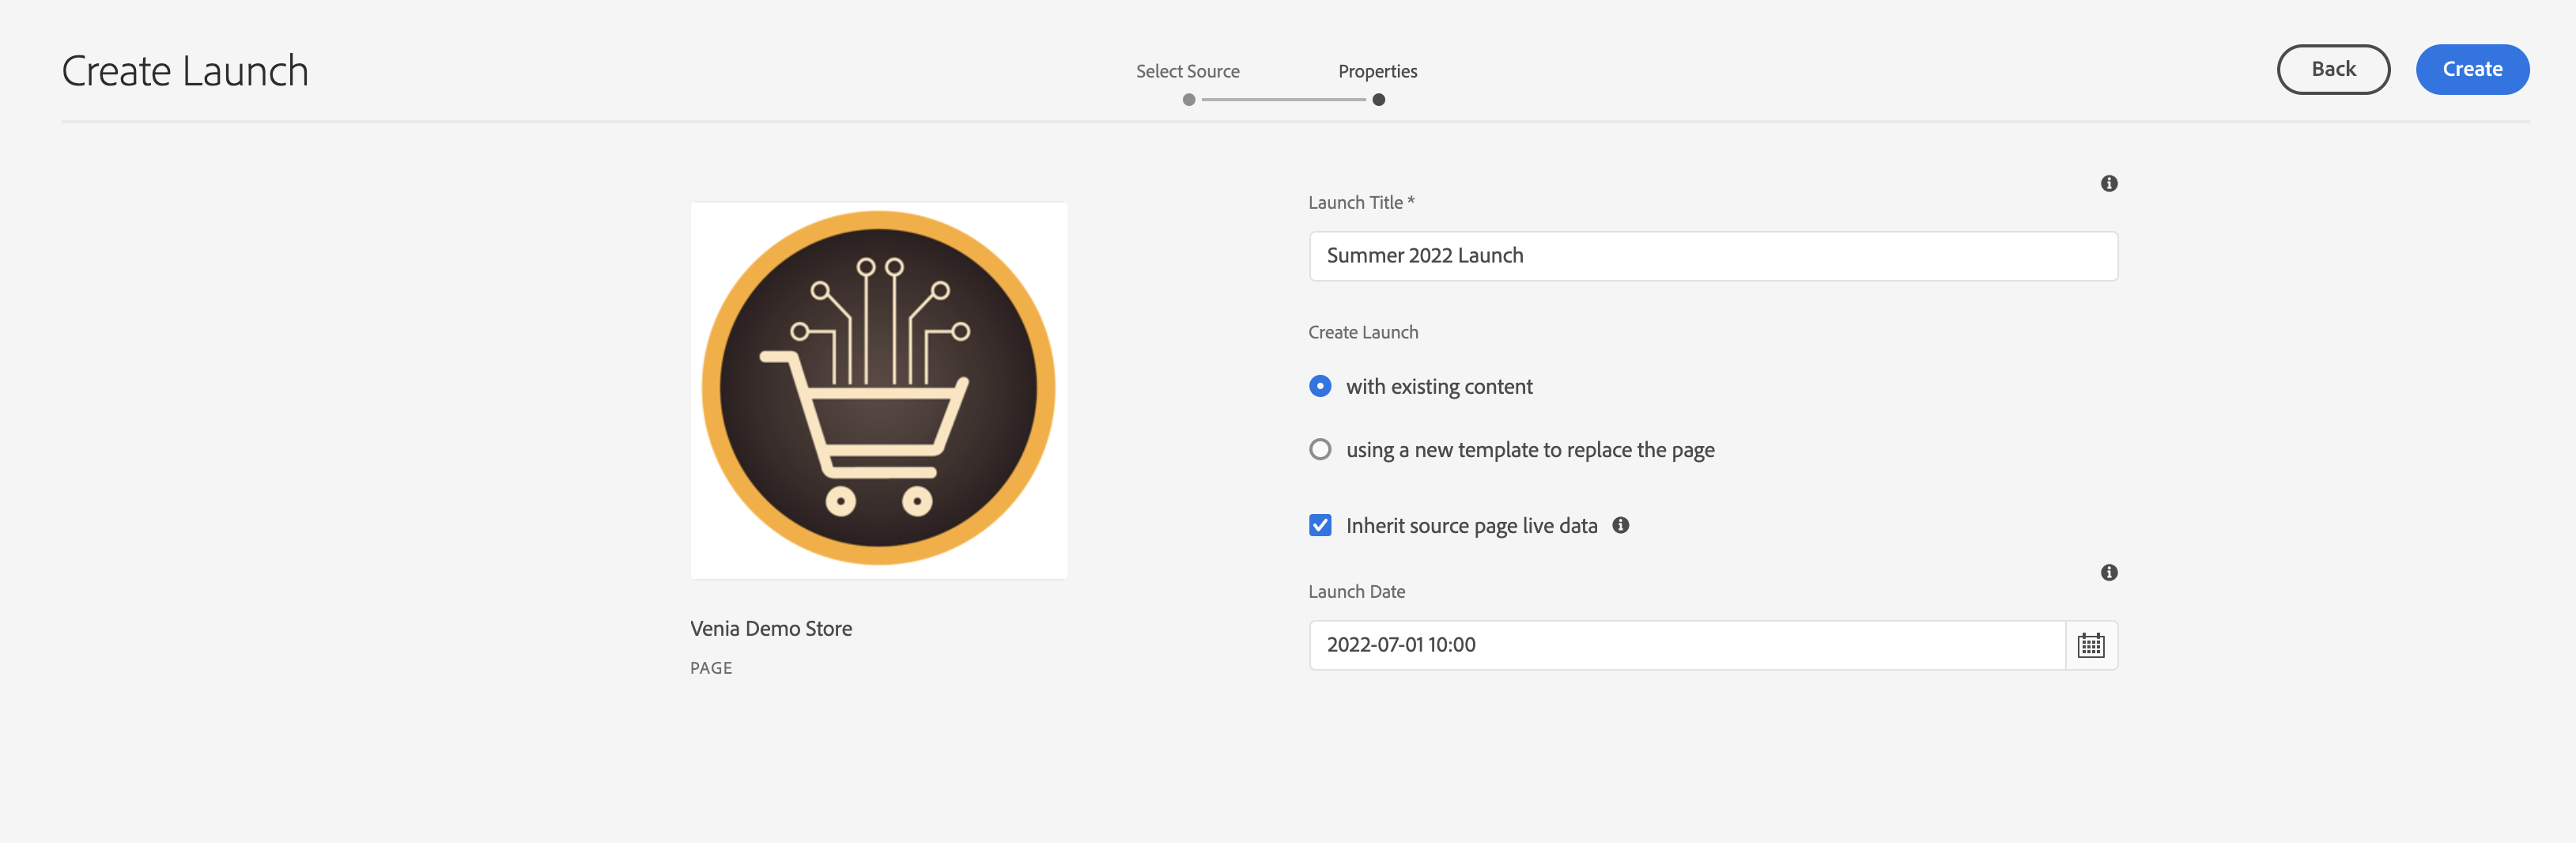 Create Launch
Select Source
Properties
Back
Create
Launch Title *
Summer 2022 Launch
Create Launch
with existing content
using a new template to replace the page
Inherit source page live data
Launch Date
2022-07-01 10:00
Venia Demo Store
PAGE